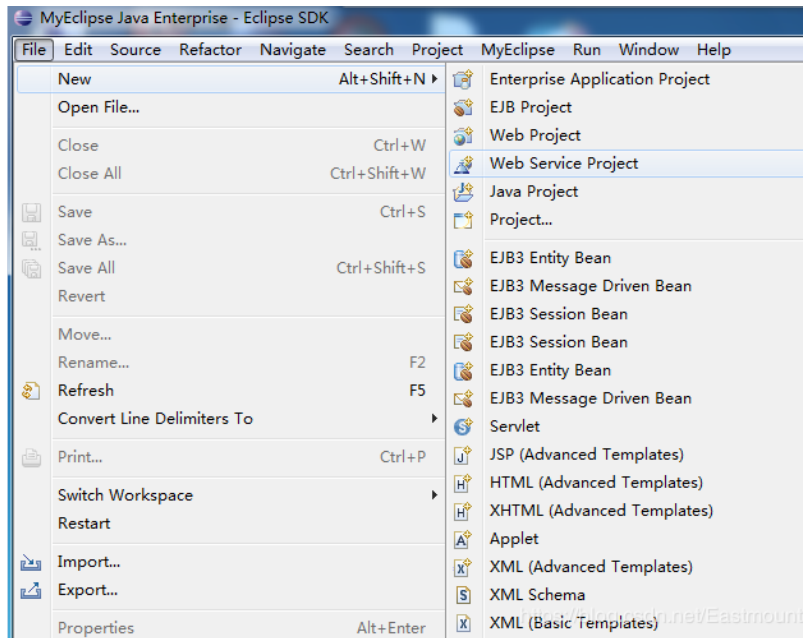 MyEclipse Java Enterprise - Eclipse SDK
File Edit Source Refactor Navigate Search Project MyEclipse Run Window Help
New Alt+Shift+N
Open File...
Close Ctrl+W
Close All Ctrl+Shift+W
Save Ctrl+S
Save As...
Save All Ctrl+Shift+S
Revert
Move...
Rename... F2
Refresh F5
Convert Line Delimiters To
Print... Ctrl+P
Switch Workspace
Restart
Import...
Export...
Properties Alt+Enter
Enterprise Application Project
EJB Project
Web Project
Web Service Project
Java Project
Project...
EJB3 Entity Bean
EJB3 Message Driven Bean
EJB3 Session Bean
EJB3 Session Bean
EJB3 Entity Bean
EJB3 Message Driven Bean
Servlet
JSP (Advanced Templates)
HTML (Advanced Templates)
XHTML (Advanced Templates)
Applet
XML (Advanced Templates)
XML Schema
XML (Basic Templates)
https://blog.csdn.net/Eastmount